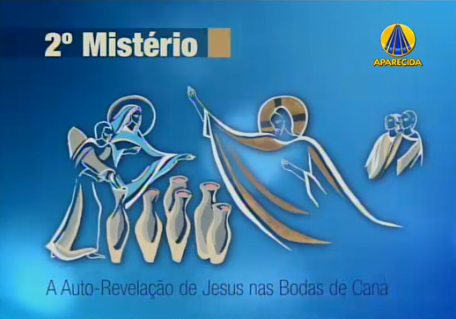 2º Mistério
APARECIDA
A Auto-Revelação de Jesus nas Bodas de Caná